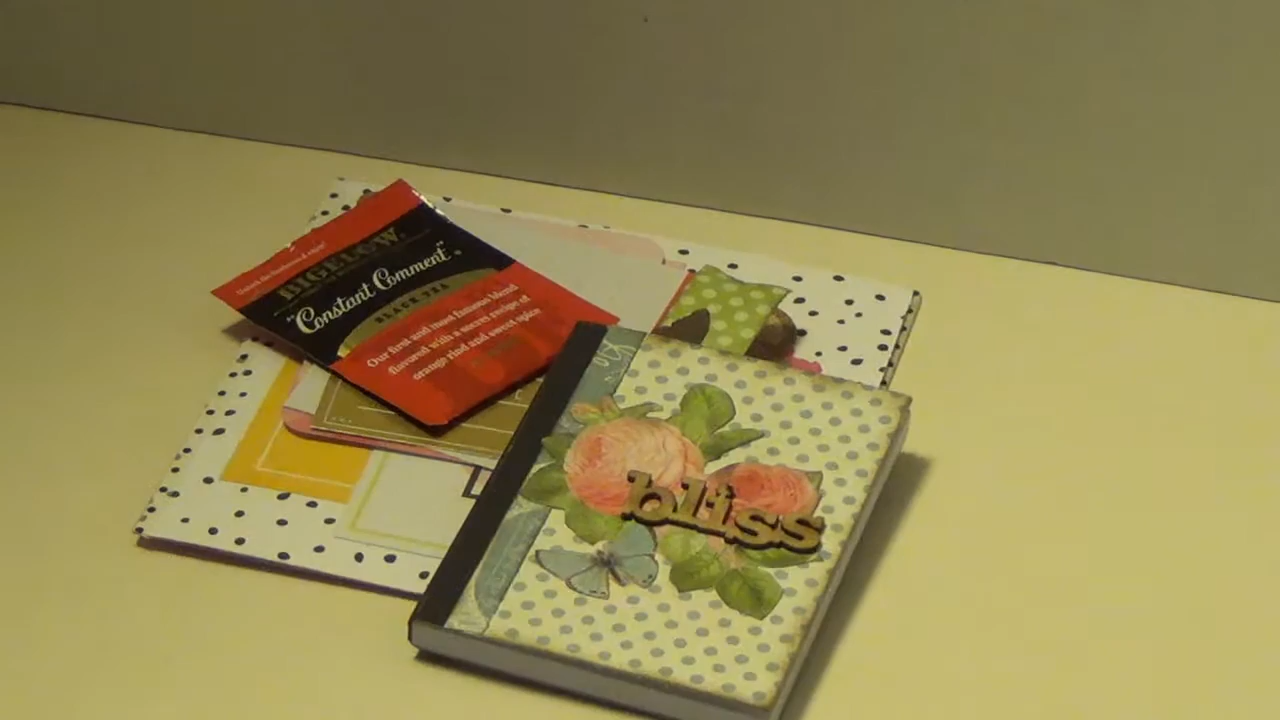 BIGELOW
"Constant Comment"
BLACK TEA
Our first and most famous blend
flavored with a secret recipe of
orange rind and sweet spice
bliss